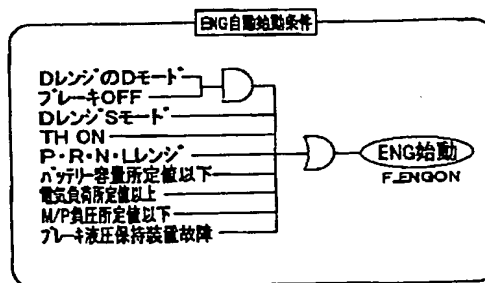 ENG自動始動条件
DレンジのDモード
ブレーキOFF
DレンジSモード
TH ON
P・R・N・Lレンジ
バッテリー容量所定値以下
電気負荷所定値以上
M/P負圧所定値以下
ブレーキ液圧保持装置故障
ENG始動
F_ENGON